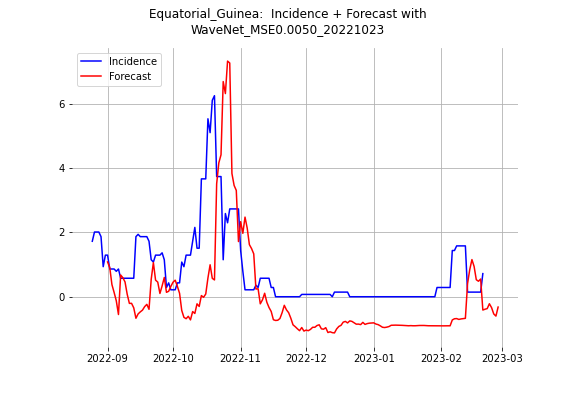 Equatorial_Guinea:  Incidence + Forecast with
WaveNet_MSE0.0050_20221023
Incidence
Forecast
6
4
2
0
2022-09
2022-10
2022-11
2022-12
2023-01
2023-02
2023-03